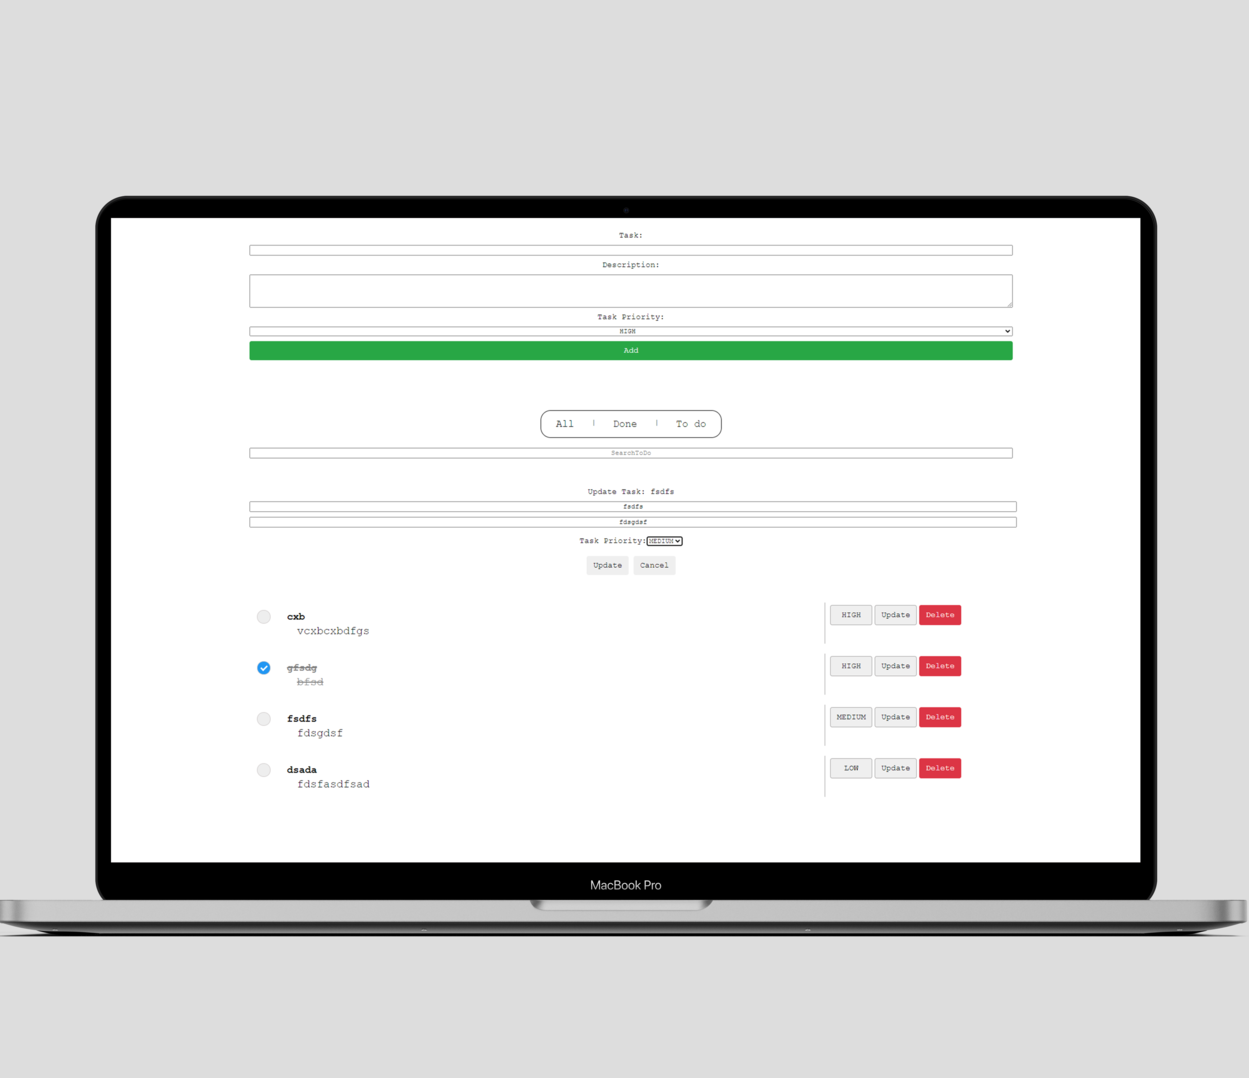 Task:
Description:
Task Priority:
HIGH
Add
All | Done | To do
SearchToDo
Update Task: fsdfs
fsdfs
fdsgdsf
Task Priority: MEDIUM
Update Cancel
cxb HIGH Update Delete
vcxbcxbdfgs
gfsdg HIGH Update Delete
bfsd
fsdfs MEDIUM Update Delete
fdsgdsf
dsada LOW Update Delete
fdsfasdfsad
MacBook Pro